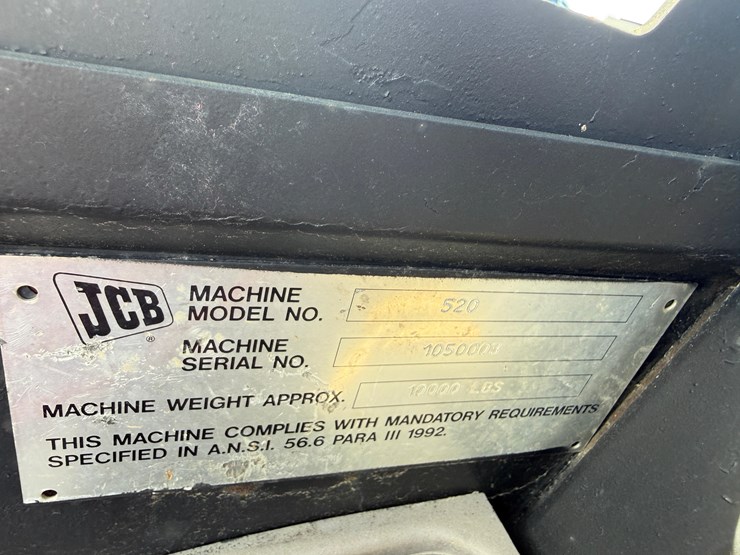 JCB
MACHINE
MODEL NO. 520
MACHINE
SERIAL NO.
MACHINE WEIGHT APPROX. 10000 LBS
THIS MACHINE COMPLIES WITH MANDATORY REQUIREMENTS
SPECIFIED IN A.N.S.I. 56.6 PARA III 1992.